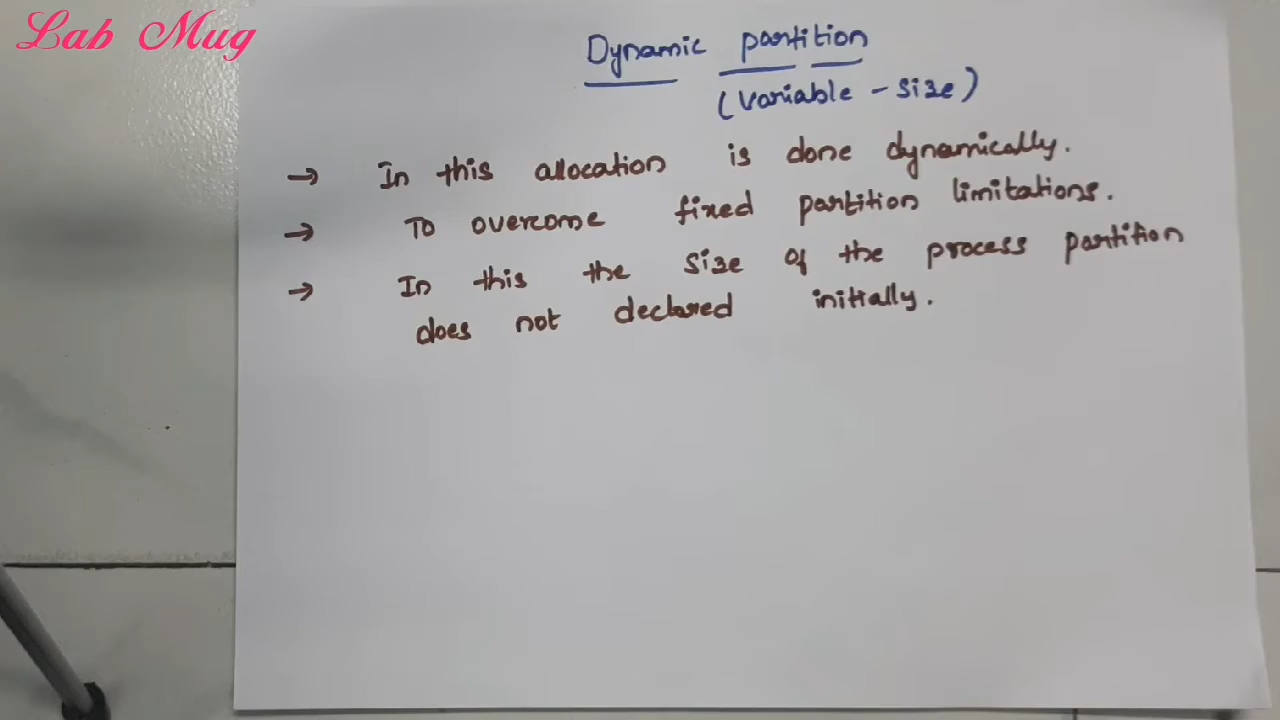 Lab Mug
Dynamic partition
(variable - size)
→ In this allocation is done dynamically.
→ To overcome fixed partition limitations.
→ In this the size of the process partition
does not declared initially.